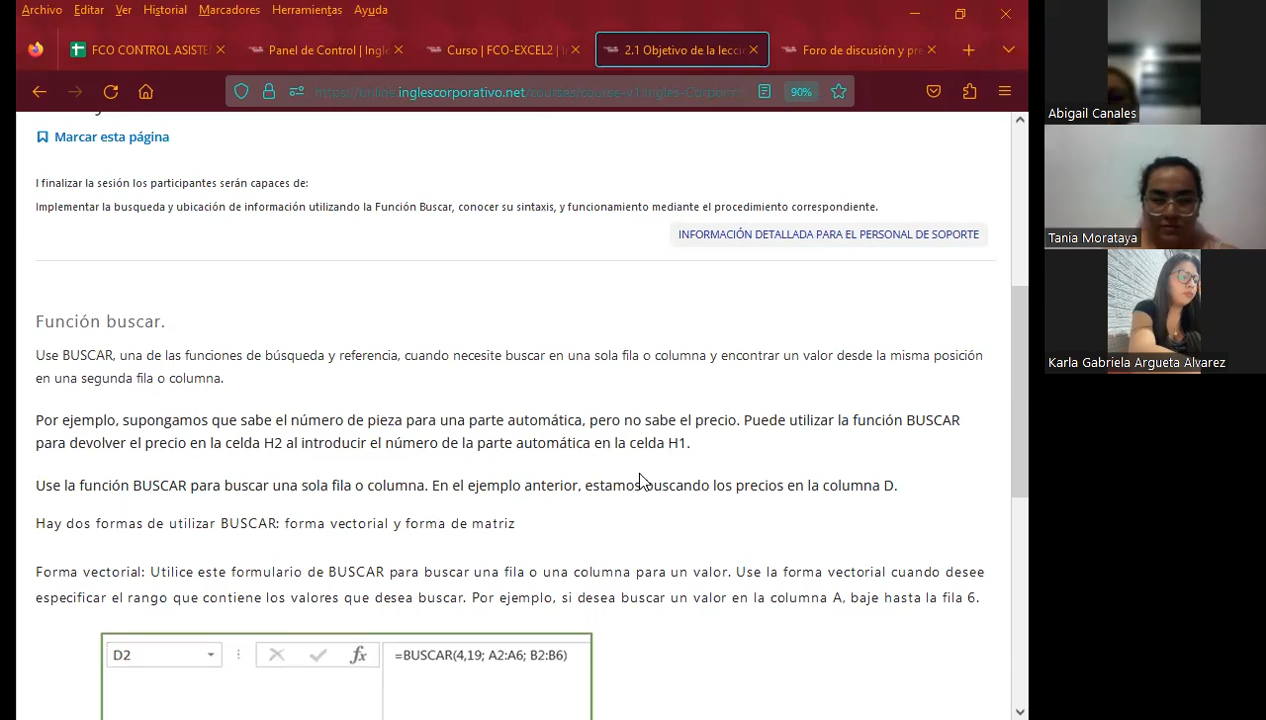 Archivo Editar Ver Historial Marcadores Herramientas Ayuda
FCO CONTROL ASISTE
Panel de Control | Ingle
Curso | FCO-EXCEL2 | I
2.1 Objetivo de la lecci
Foro de discusión y pre
https://online.inglescorporativo.net/courses/course-v1:Ingles-Corpora
90%
Marcar esta página
l finalizar la sesión los participantes serán capaces de:
Implementar la busqueda y ubicación de información utilizando la Función Buscar, conocer su sintaxis, y funcionamiento mediante el procedimiento correspondiente.
INFORMACIÓN DETALLADA PARA EL PERSONAL DE SOPORTE
Función buscar.
Use BUSCAR, una de las funciones de búsqueda y referencia, cuando necesite buscar en una sola fila o columna y encontrar un valor desde la misma posición
en una segunda fila o columna.
Por ejemplo, supongamos que sabe el número de pieza para una parte automática, pero no sabe el precio. Puede utilizar la función BUSCAR
para devolver el precio en la celda H2 al introducir el número de la parte automática en la celda H1.
Use la función BUSCAR para buscar una sola fila o columna. En el ejemplo anterior, estamos buscando los precios en la columna D.
Hay dos formas de utilizar BUSCAR: forma vectorial y forma de matriz
Forma vectorial: Utilice este formulario de BUSCAR para buscar una fila o una columna para un valor. Use la forma vectorial cuando desee
especificar el rango que contiene los valores que desea buscar. Por ejemplo, si desea buscar un valor en la columna A, baje hasta la fila 6.
D2
fx
=BUSCAR(4,19; A2:A6; B2:B6)
Abigail Canales
Tania Morataya
Karla Gabriela Argueta Alvarez